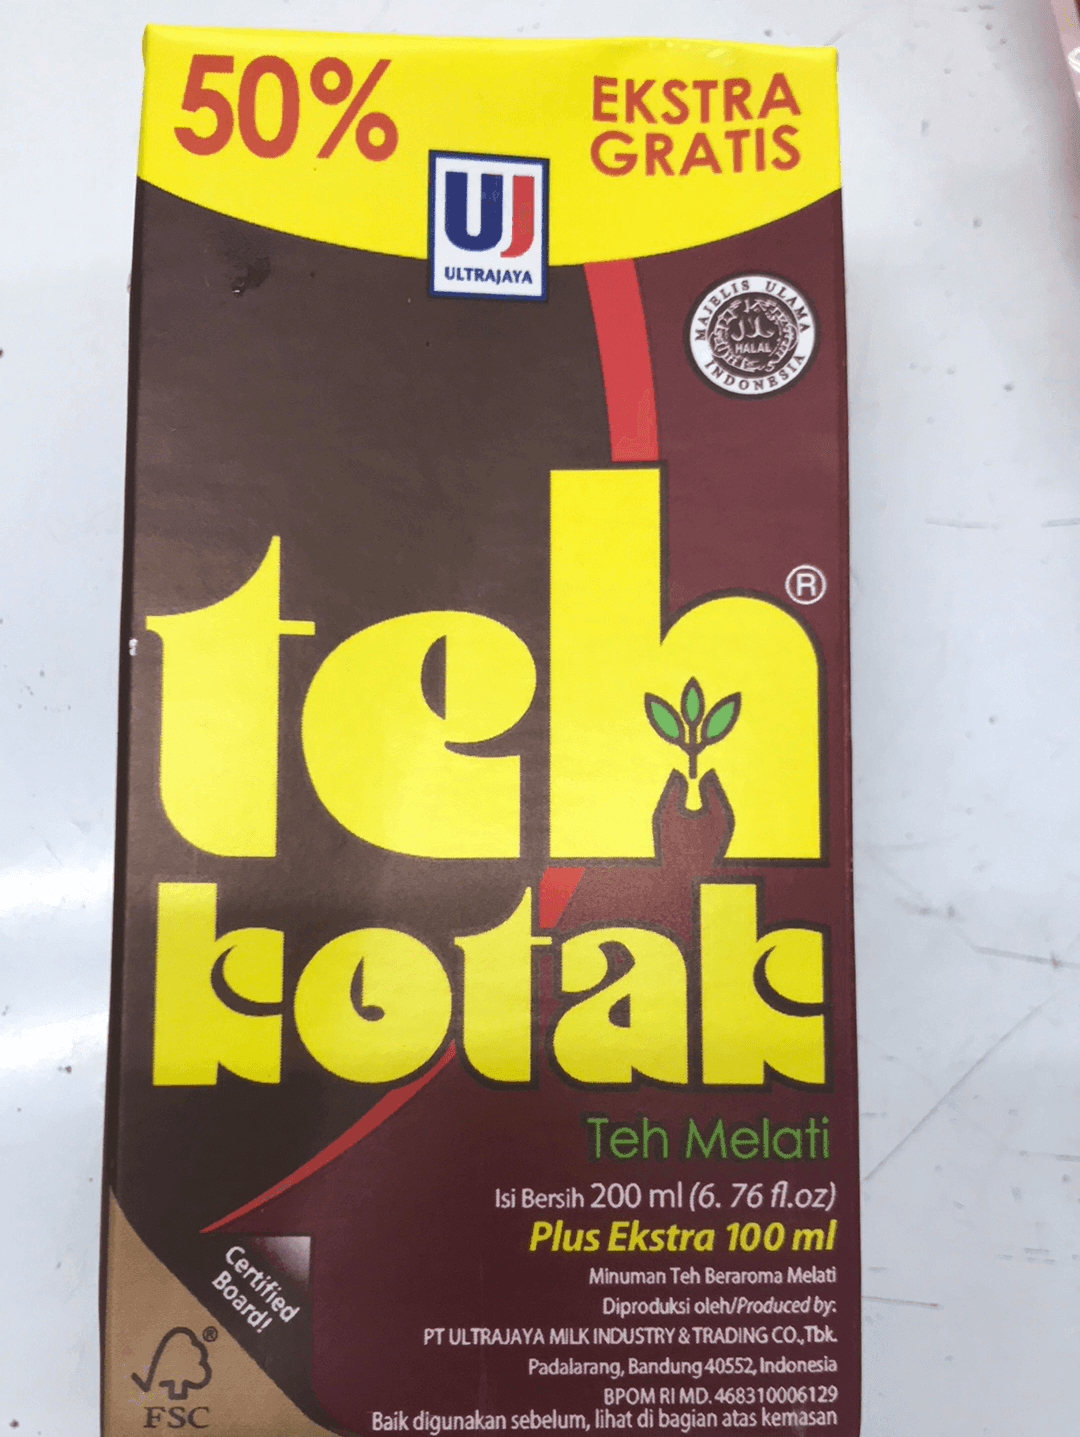 50%
EKSTRA
GRATIS
UJ
ULTRAJAYA
MAJELIS ULAMA
حلال
HALAL
INDONESIA
teh ®
kotak
Teh Melati
Isi Bersih 200 ml (6. 76 fl.oz)
Plus Ekstra 100 ml
Minuman Teh Beraroma Melati
Diproduksi oleh/Produced by:
PT ULTRAJAYA MILK INDUSTRY & TRADING CO.,Tbk.
Padalarang, Bandung 40552, Indonesia
BPOM RI MD. 468310006129
Baik digunakan sebelum, lihat di bagian atas kemasan
Certified
Board!
®
FSC